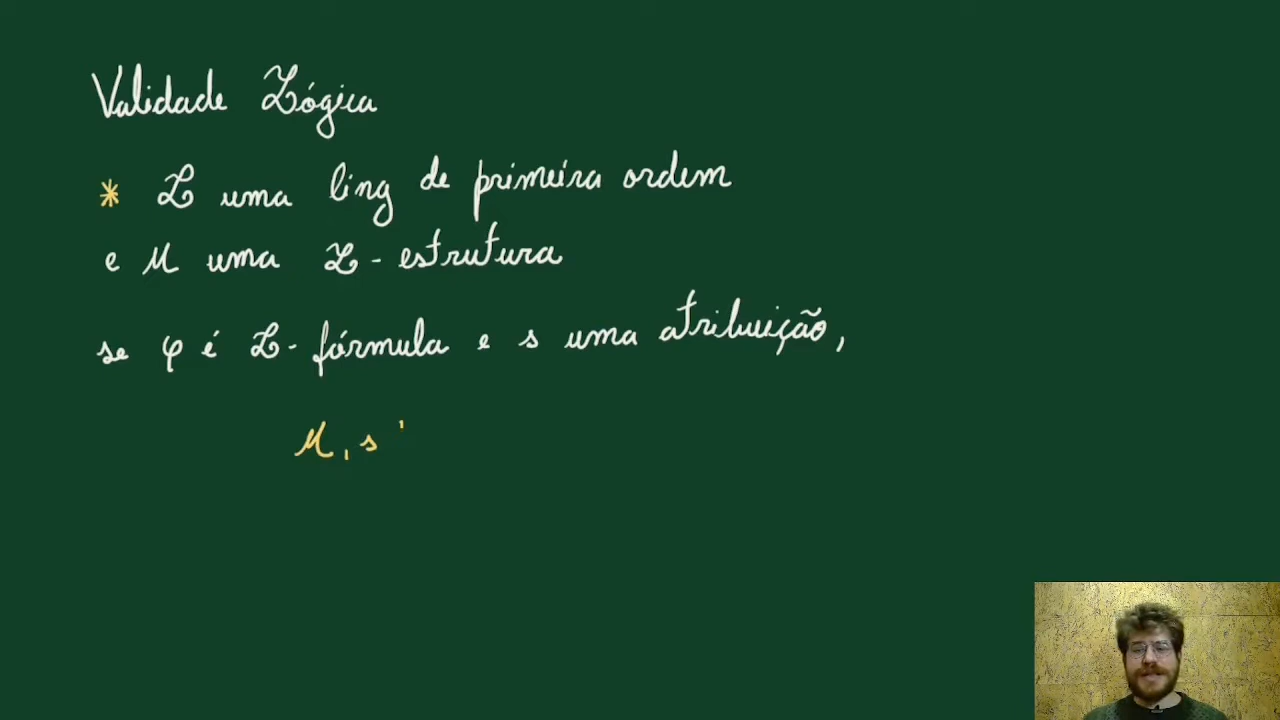 Validade Lógica
* L uma ling de primeira ordem
e M uma L-estrutura
se φ é L-fórmula e s uma atribuição,
M, s '